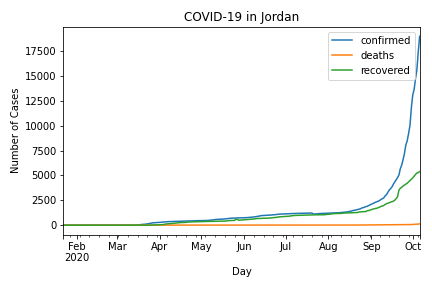 COVID-19 in Jordan
confirmed
deaths
recovered
Number of Cases
17500
15000
12500
10000
7500
5000
2500
0
Feb Mar Apr May Jun Jul Aug Sep Oct
2020
Day